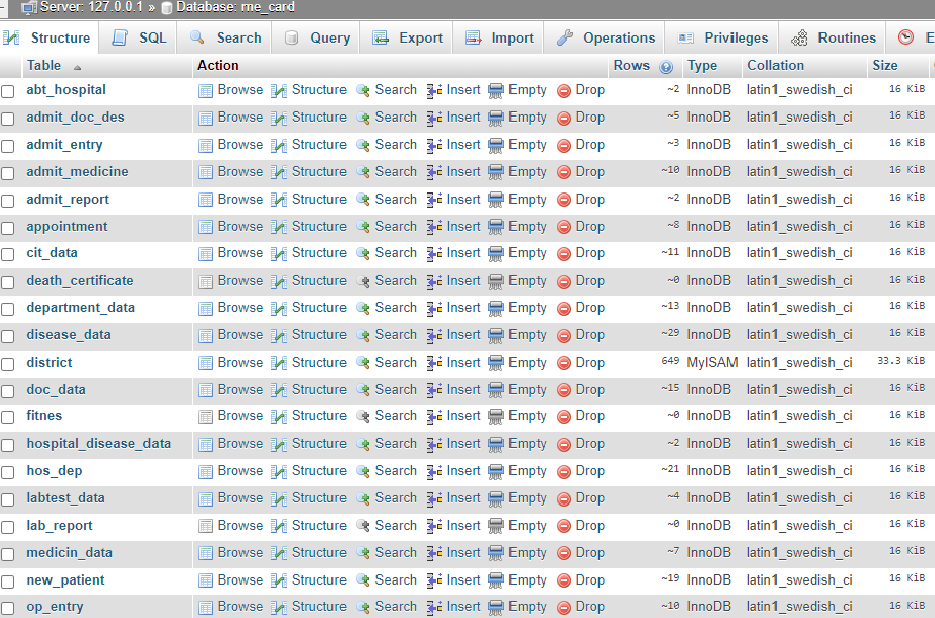 Server: 127.0.0.1 » Database: me_card
Structure SQL Search Query Export Import Operations Privileges Routines E
Table Action Rows Type Collation Size
abt_hospital Browse Structure Search Insert Empty Drop ~2 InnoDB latin1_swedish_ci 16 KiB
admit_doc_des Browse Structure Search Insert Empty Drop ~5 InnoDB latin1_swedish_ci 16 KiB
admit_entry Browse Structure Search Insert Empty Drop ~3 InnoDB latin1_swedish_ci 16 KiB
admit_medicine Browse Structure Search Insert Empty Drop ~10 InnoDB latin1_swedish_ci 16 KiB
admit_report Browse Structure Search Insert Empty Drop ~2 InnoDB latin1_swedish_ci 16 KiB
appointment Browse Structure Search Insert Empty Drop ~8 InnoDB latin1_swedish_ci 16 KiB
cit_data Browse Structure Search Insert Empty Drop ~11 InnoDB latin1_swedish_ci 16 KiB
death_certificate Browse Structure Search Insert Empty Drop ~0 InnoDB latin1_swedish_ci 16 KiB
department_data Browse Structure Search Insert Empty Drop ~13 InnoDB latin1_swedish_ci 16 KiB
disease_data Browse Structure Search Insert Empty Drop ~29 InnoDB latin1_swedish_ci 16 KiB
district Browse Structure Search Insert Empty Drop 649 MyISAM latin1_swedish_ci 33.3 KiB
doc_data Browse Structure Search Insert Empty Drop ~15 InnoDB latin1_swedish_ci 16 KiB
fitnes Browse Structure Search Insert Empty Drop ~0 InnoDB latin1_swedish_ci 16 KiB
hospital_disease_data Browse Structure Search Insert Empty Drop ~2 InnoDB latin1_swedish_ci 16 KiB
hos_dep Browse Structure Search Insert Empty Drop ~21 InnoDB latin1_swedish_ci 16 KiB
labtest_data Browse Structure Search Insert Empty Drop ~4 InnoDB latin1_swedish_ci 16 KiB
lab_report Browse Structure Search Insert Empty Drop ~0 InnoDB latin1_swedish_ci 16 KiB
medicin_data Browse Structure Search Insert Empty Drop ~7 InnoDB latin1_swedish_ci 16 KiB
new_patient Browse Structure Search Insert Empty Drop ~19 InnoDB latin1_swedish_ci 16 KiB
op_entry Browse Structure Search Insert Empty Drop ~10 InnoDB latin1_swedish_ci 16 KiB